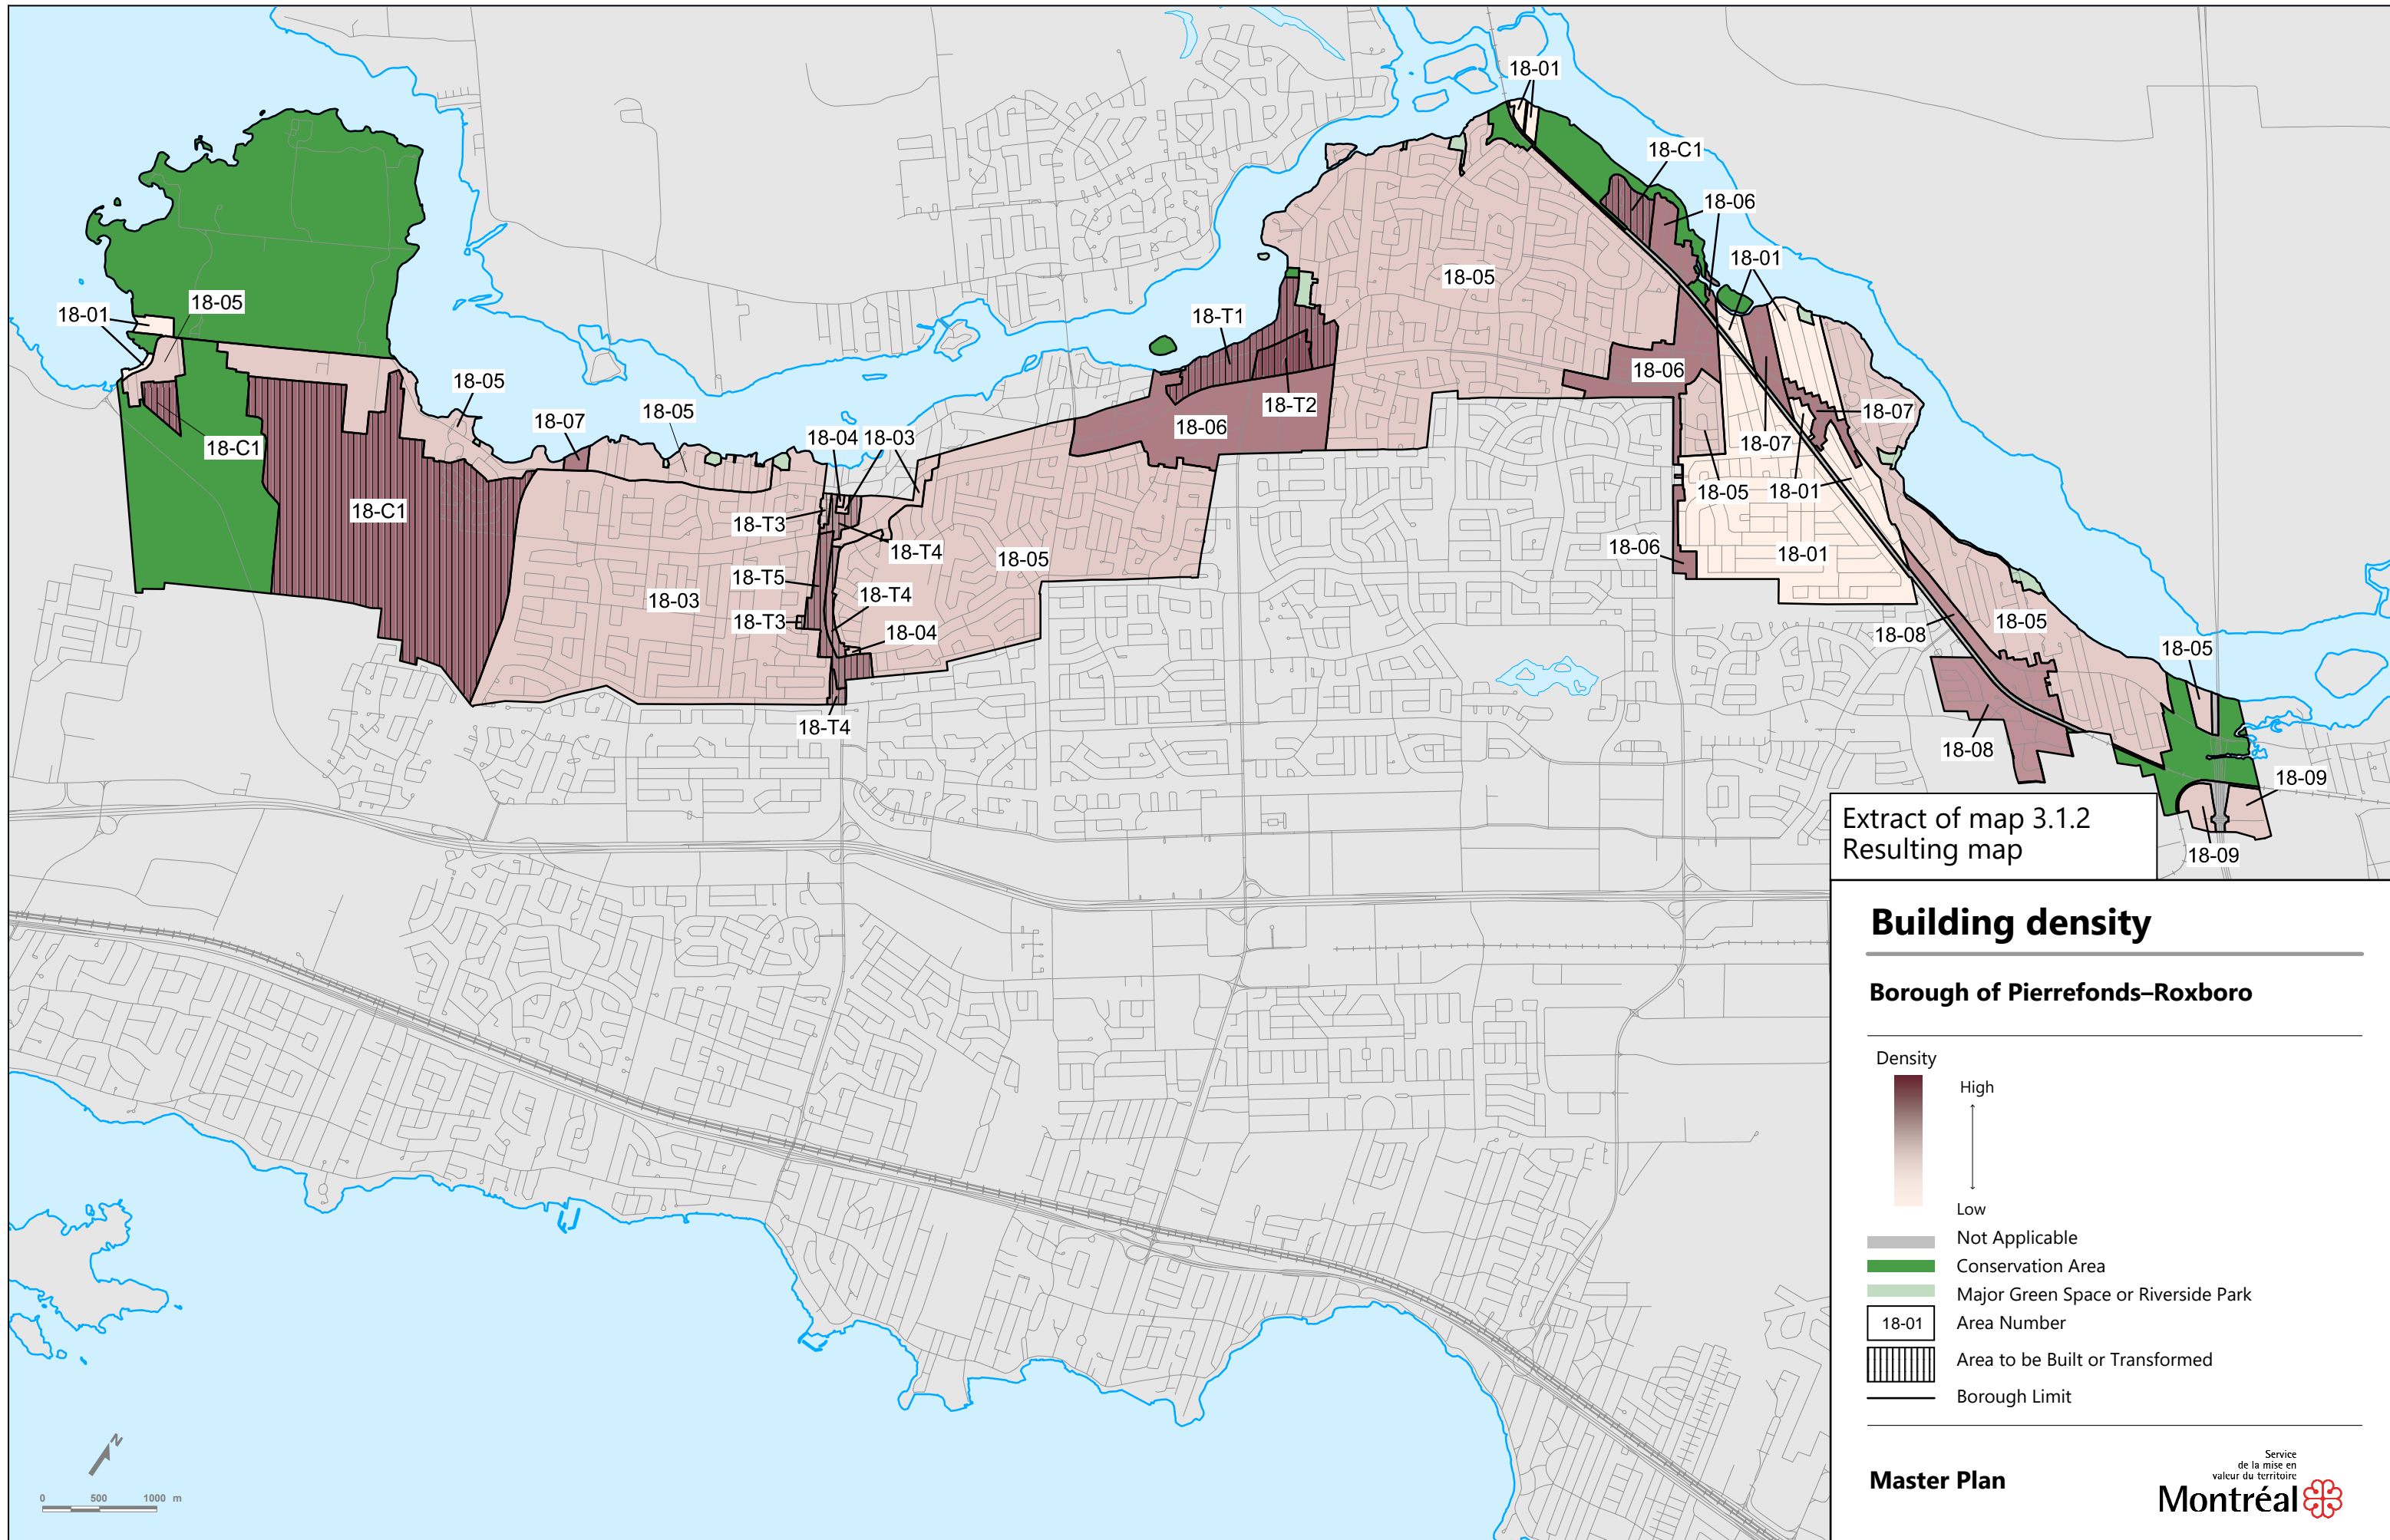 18-01
18-C1
18-06
18-01
18-05
18-05
18-01
18-T1
18-05
18-06
18-05
18-07
18-05
18-T2
18-07
18-06
18-04
18-03
18-07
18-C1
18-05
18-01
18-C1
18-T3
18-T4
18-05
18-06
18-01
18-T5
18-T4
18-03
18-T3
18-04
18-05
18-08
18-05
18-T4
18-08
18-09
18-09
Extract of map 3.1.2
Resulting map
Building density
Borough of Pierrefonds–Roxboro
Density
High
Low
Not Applicable
Conservation Area
Major Green Space or Riverside Park
18-01 Area Number
Area to be Built or Transformed
Borough Limit
N
0 500 1000 m
Master Plan
Service
de la mise en
valeur du territoire
Montréal